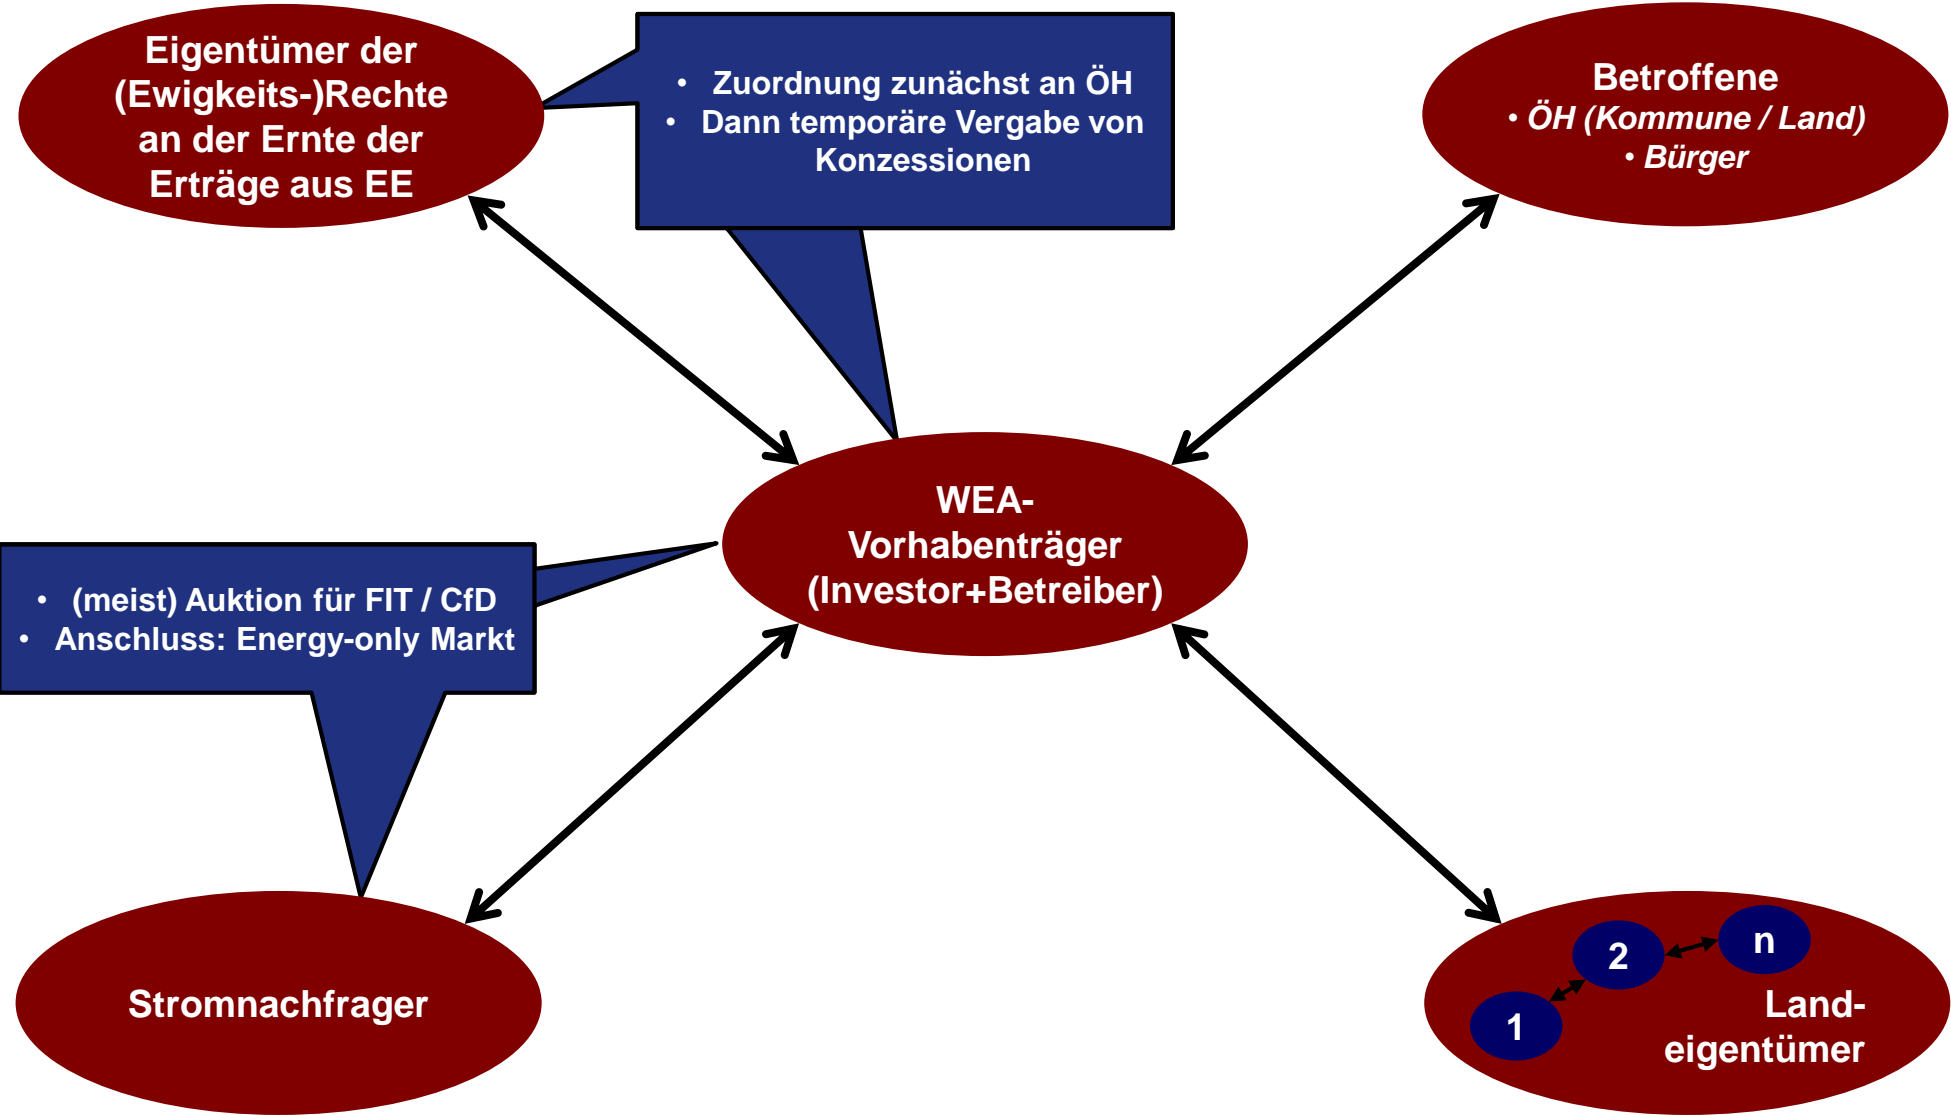 Eigentümer der
(Ewigkeits-)Rechte
an der Ernte der
Erträge aus EE
• Zuordnung zunächst an ÖH
• Dann temporäre Vergabe von
Konzessionen
Betroffene
• ÖH (Kommune / Land)
• Bürger
WEA-
Vorhabenträger
(Investor+Betreiber)
• (meist) Auktion für FIT / CfD
• Anschluss: Energy-only Markt
Stromnachfrager
1
2
n
Land-
eigentümer